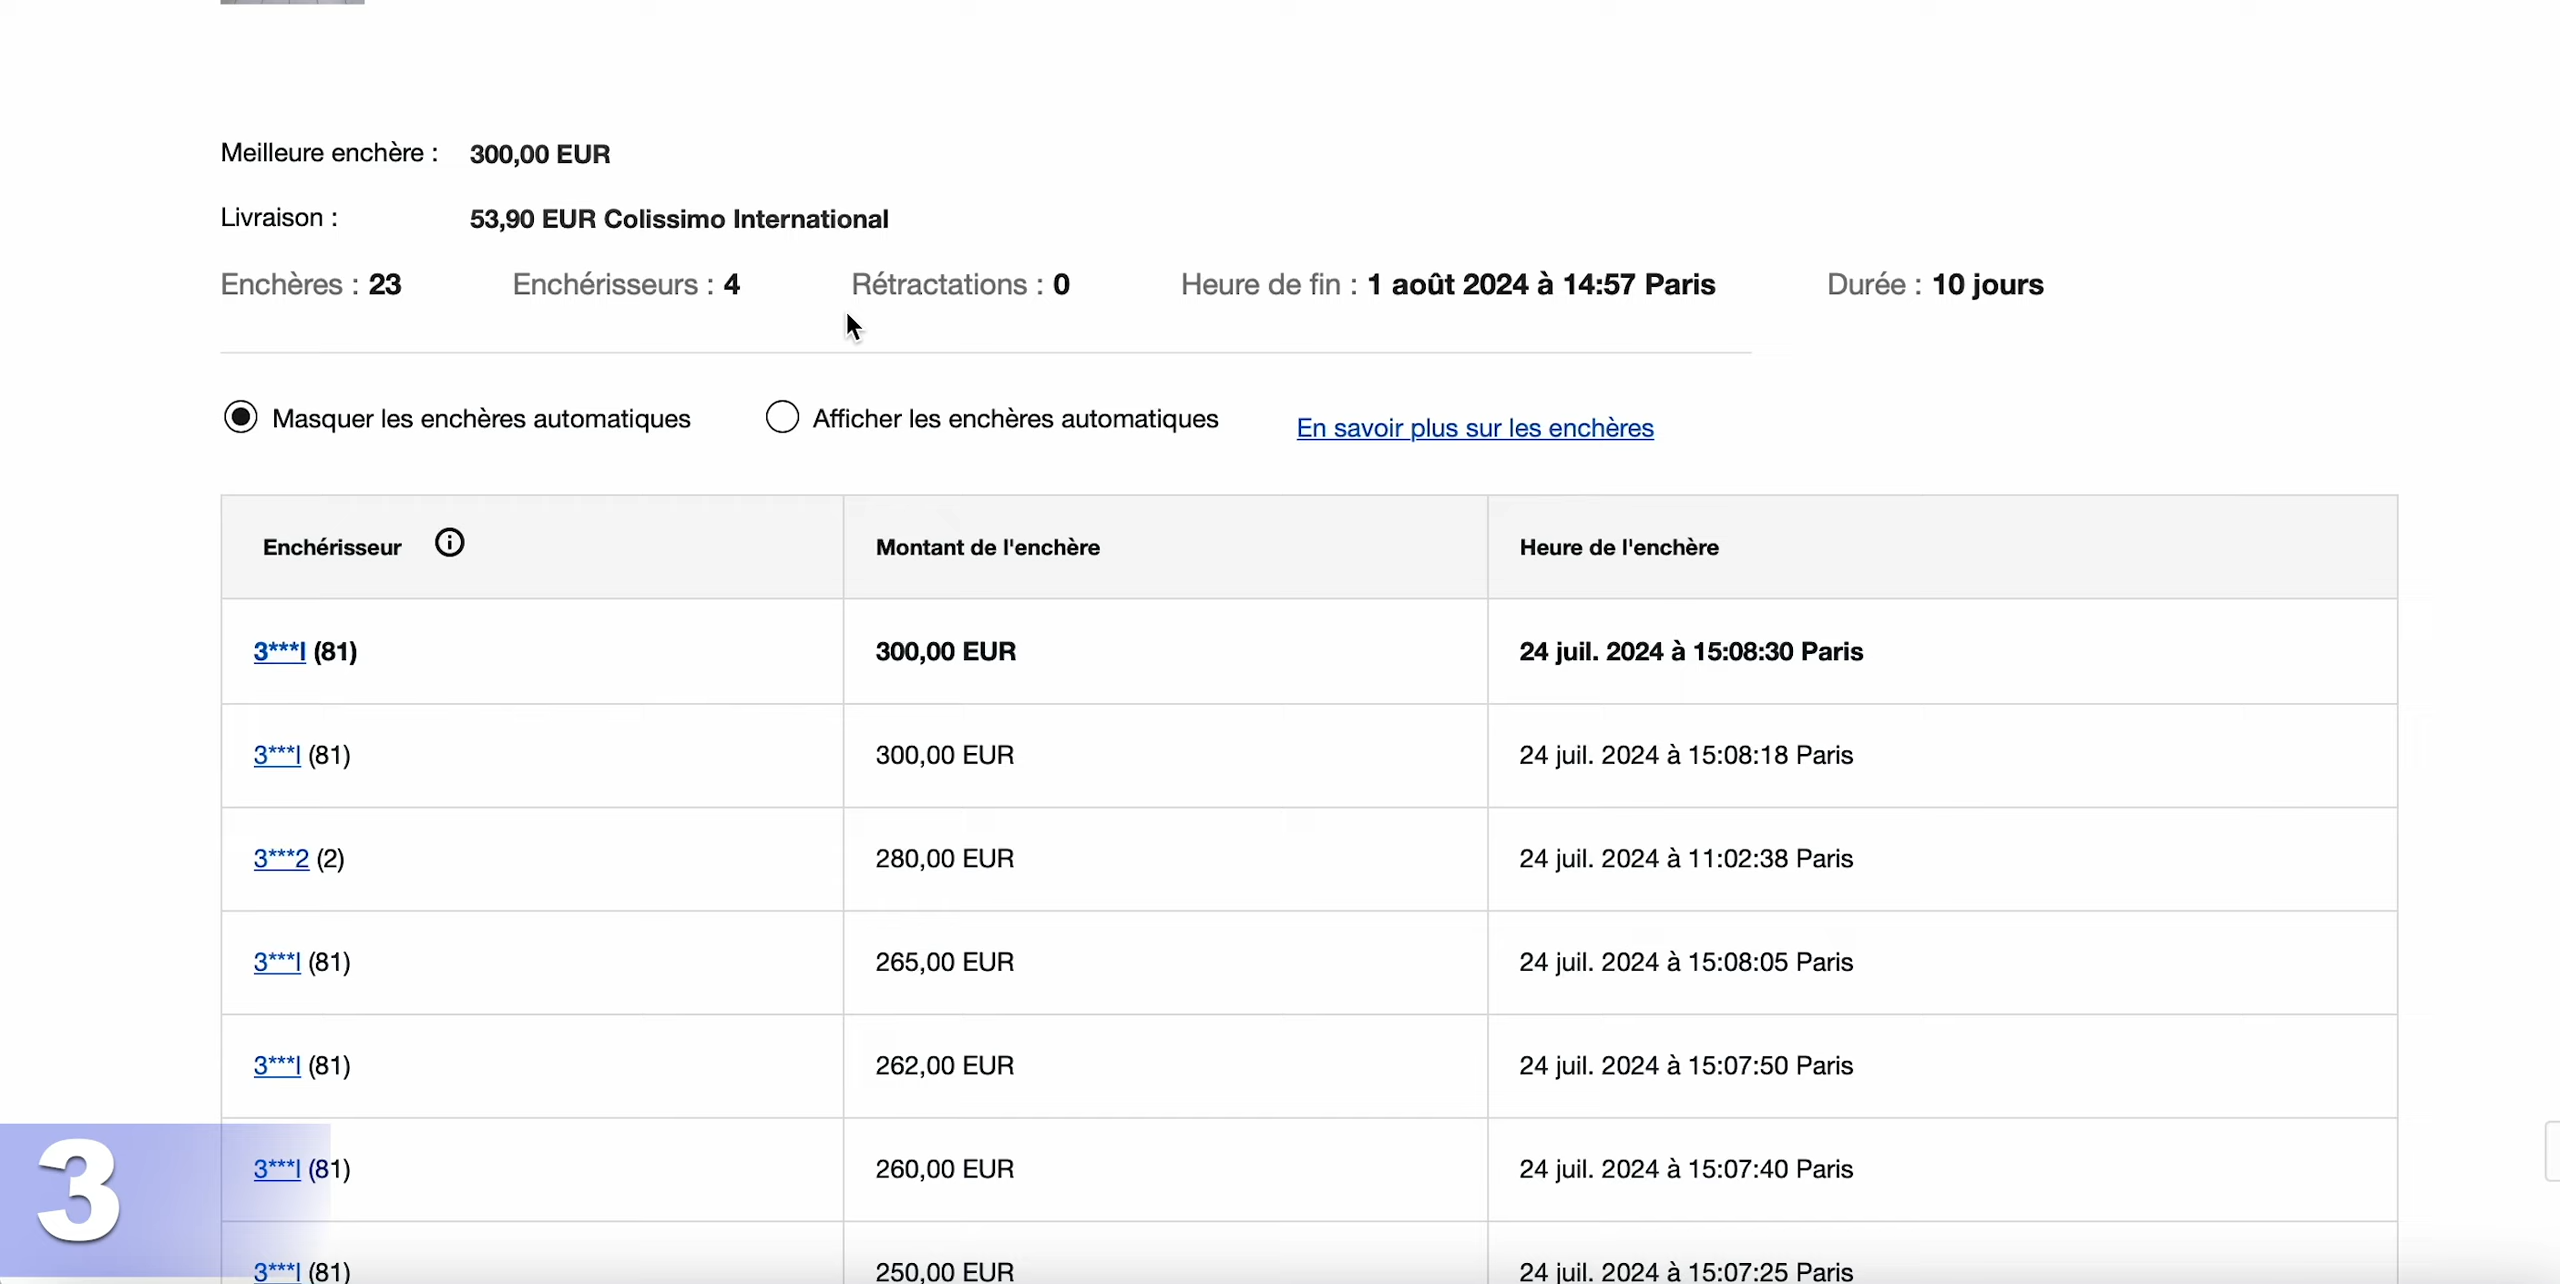 Meilleure enchère : 300,00 EUR
Livraison : 53,90 EUR Colissimo International
Enchères : 23 Enchérisseurs : 4 Rétractations : 0 Heure de fin : 1 août 2024 à 14:57 Paris Durée : 10 jours
Masquer les enchères automatiques Afficher les enchères automatiques En savoir plus sur les enchères
Enchérisseur Montant de l'enchère Heure de l'enchère
3***l (81) 300,00 EUR 24 juil. 2024 à 15:08:30 Paris
3***l (81) 300,00 EUR 24 juil. 2024 à 15:08:18 Paris
3***2 (2) 280,00 EUR 24 juil. 2024 à 11:02:38 Paris
3***l (81) 265,00 EUR 24 juil. 2024 à 15:08:05 Paris
3***l (81) 262,00 EUR 24 juil. 2024 à 15:07:50 Paris
3***l (81) 260,00 EUR 24 juil. 2024 à 15:07:40 Paris
3
3***l (81) 250,00 EUR 24 juil. 2024 à 15:07:25 Paris